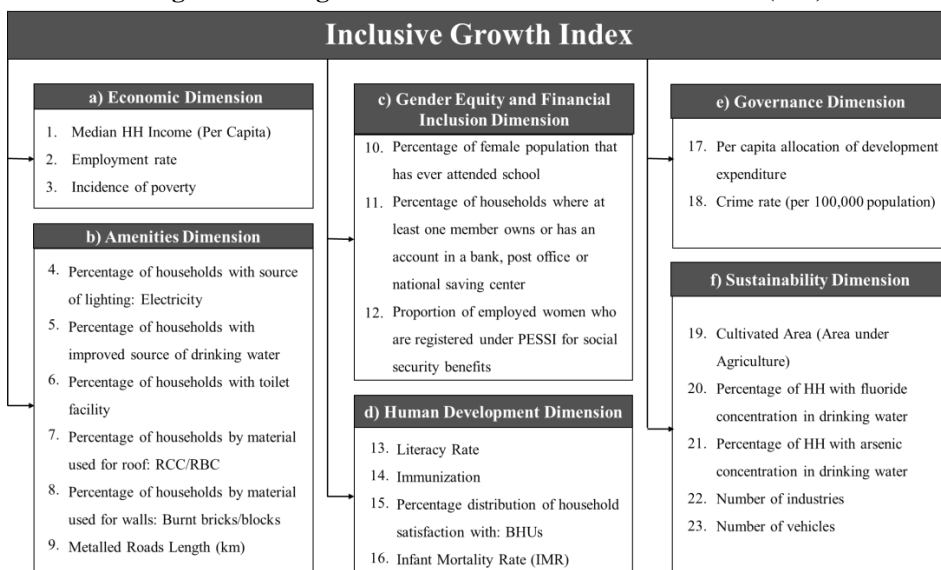 Inclusive Growth Index
a) Economic Dimension
1. Median HH Income (Per Capita)
2. Employment rate
3. Incidence of poverty
b) Amenities Dimension
4. Percentage of households with source
of lighting: Electricity
5. Percentage of households with
improved source of drinking water
6. Percentage of households with toilet
facility
7. Percentage of households by material
used for roof: RCC/RBC
8. Percentage of households by material
used for walls: Burnt bricks/blocks
9. Metalled Roads Length (km)
c) Gender Equity and Financial
Inclusion Dimension
10. Percentage of female population that
has ever attended school
11. Percentage of households where at
least one member owns or has an
account in a bank, post office or
national saving center
12. Proportion of employed women who
are registered under PESSI for social
security benefits
d) Human Development Dimension
13. Literacy Rate
14. Immunization
15. Percentage distribution of household
satisfaction with: BHUs
16. Infant Mortality Rate (IMR)
e) Governance Dimension
17. Per capita allocation of development
expenditure
18. Crime rate (per 100,000 population)
f) Sustainability Dimension
19. Cultivated Area (Area under
Agriculture)
20. Percentage of HH with fluoride
concentration in drinking water
21. Percentage of HH with arsenic
concentration in drinking water
22. Number of industries
23. Number of vehicles